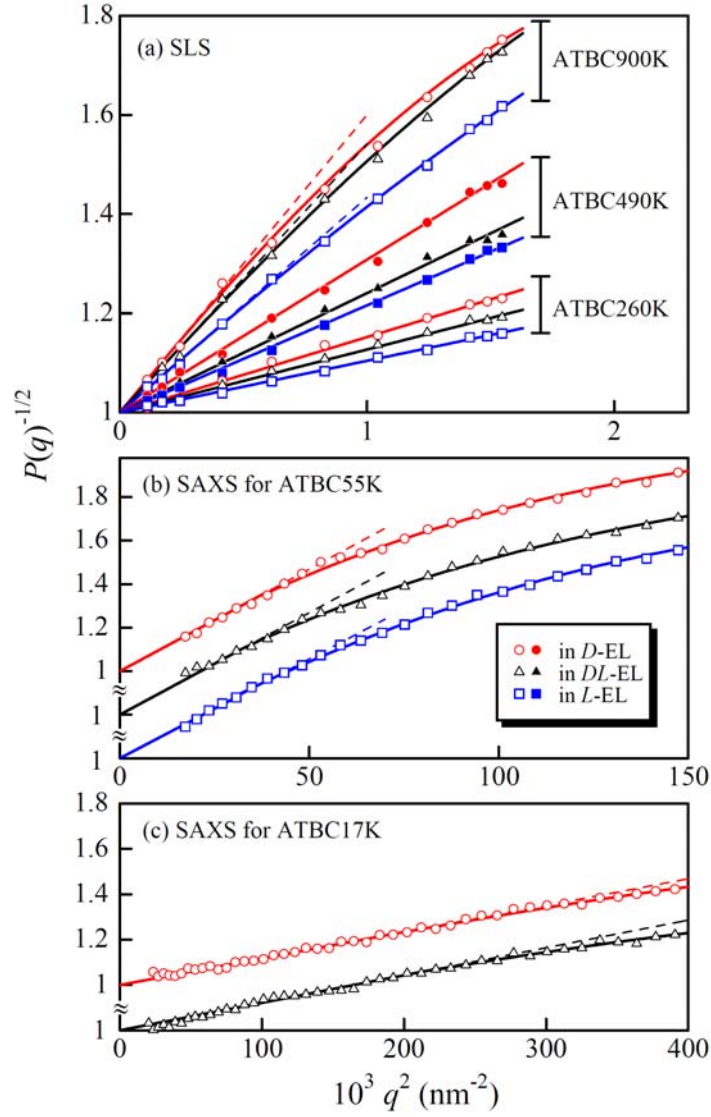 1.8
(a) SLS
ATBC900K
1.6
ATBC490K
1.4
ATBC260K
1.2
1
0 1 2
P(q)^{-1/2}
(b) SAXS for ATBC55K
1.8
1.6
1.4
1.2
1
1
1
in D-EL
in DL-EL
in L-EL
0 50 100 150
1.8
(c) SAXS for ATBC17K
1.6
1.4
1.2
1
1
0 100 200 300 400
10^3 q^2 (nm^{-2})